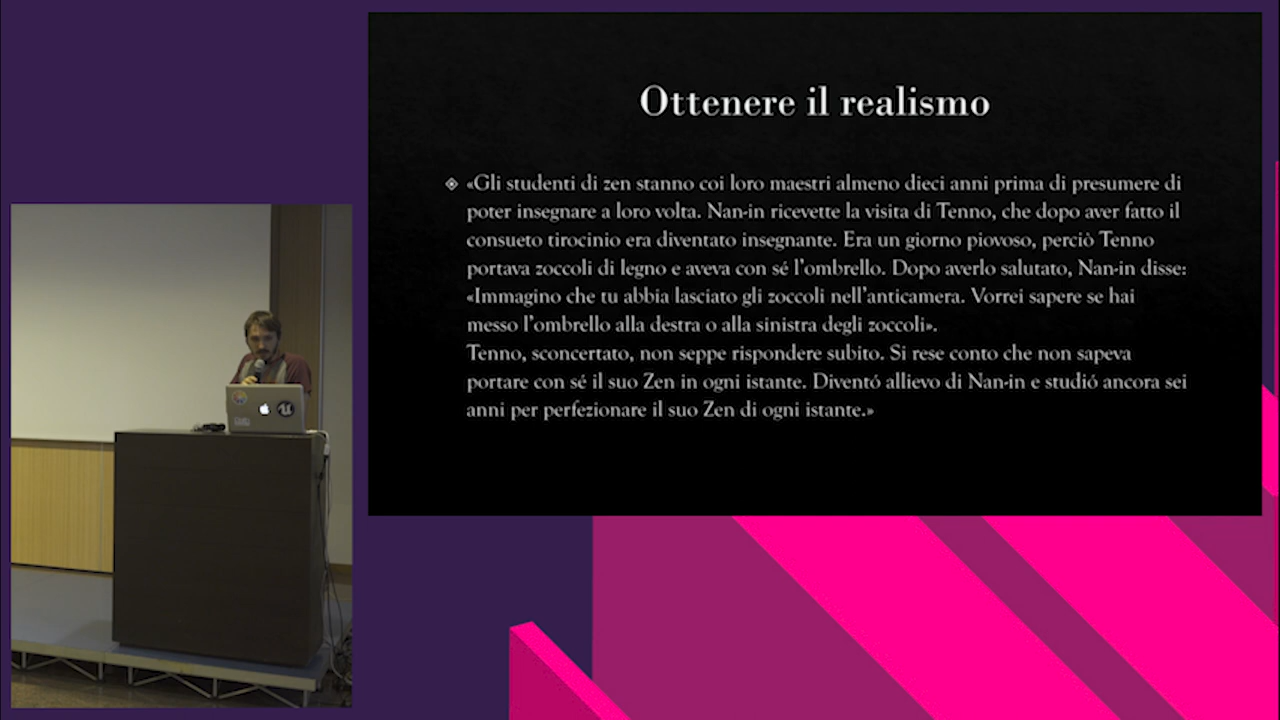 Ottenere il realismo
«Gli studenti di zen stanno coi loro maestri almeno dieci anni prima di presumere di
poter insegnare a loro volta. Nan-in ricevette la visita di Tenno, che dopo aver fatto il
consueto tirocinio era diventato insegnante. Era un giorno piovoso, perciò Tenno
portava zoccoli di legno e aveva con sé l'ombrello. Dopo averlo salutato, Nan-in disse:
«Immagino che tu abbia lasciato gli zoccoli nell'anticamera. Vorrei sapere se hai
messo l'ombrello alla destra o alla sinistra degli zoccoli».
Tenno, sconcertato, non seppe rispondere subito. Si rese conto che non sapeva
portare con sé il suo Zen in ogni istante. Diventó allievo di Nan-in e studió ancora sei
anni per perfezionare il suo Zen di ogni istante.»